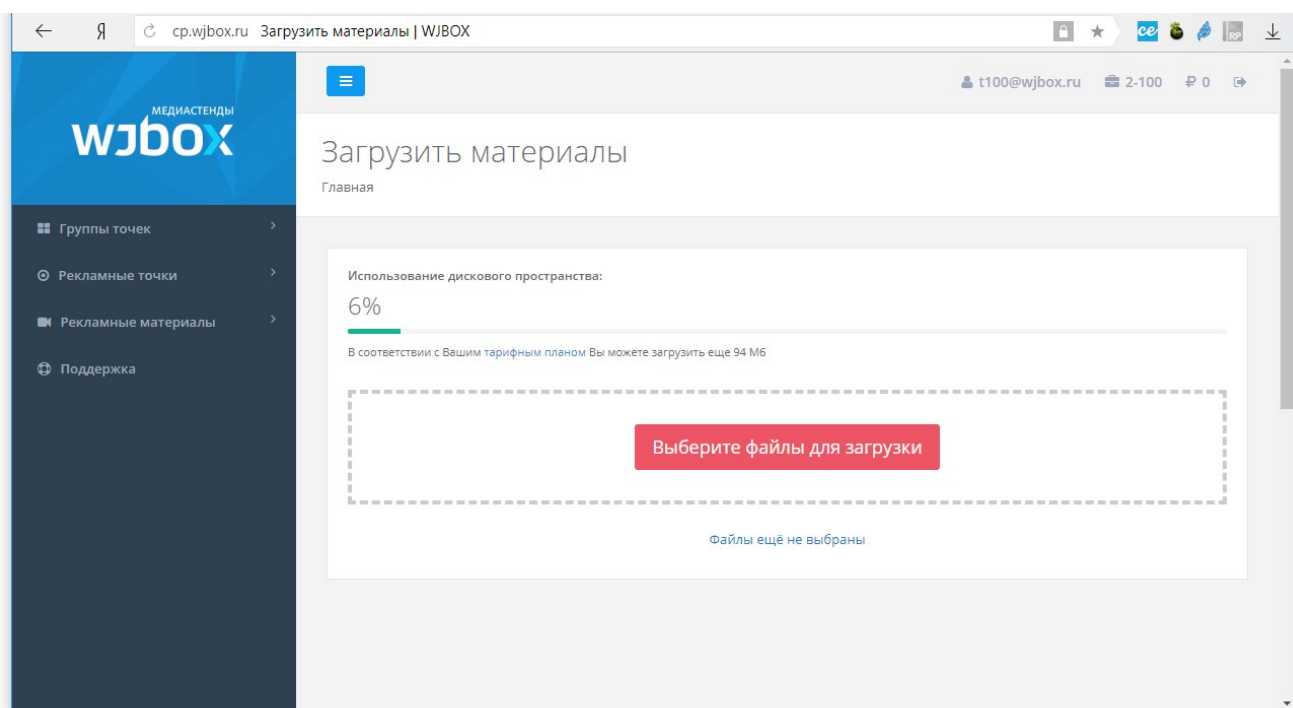 Я cp.wjbox.ru Загрузить материалы | WJBOX ce RP
МЕДИАСТЕНДЫ
WJBOX
t100@wjbox.ru 2-100 ₽ 0
Загрузить материалы
Главная
Группы точек
Рекламные точки
Рекламные материалы
Поддержка
Использование дискового пространства:
6%
В соответствии с Вашим тарифным планом Вы можете загрузить еще 94 Мб
Выберите файлы для загрузки
Файлы ещё не выбраны